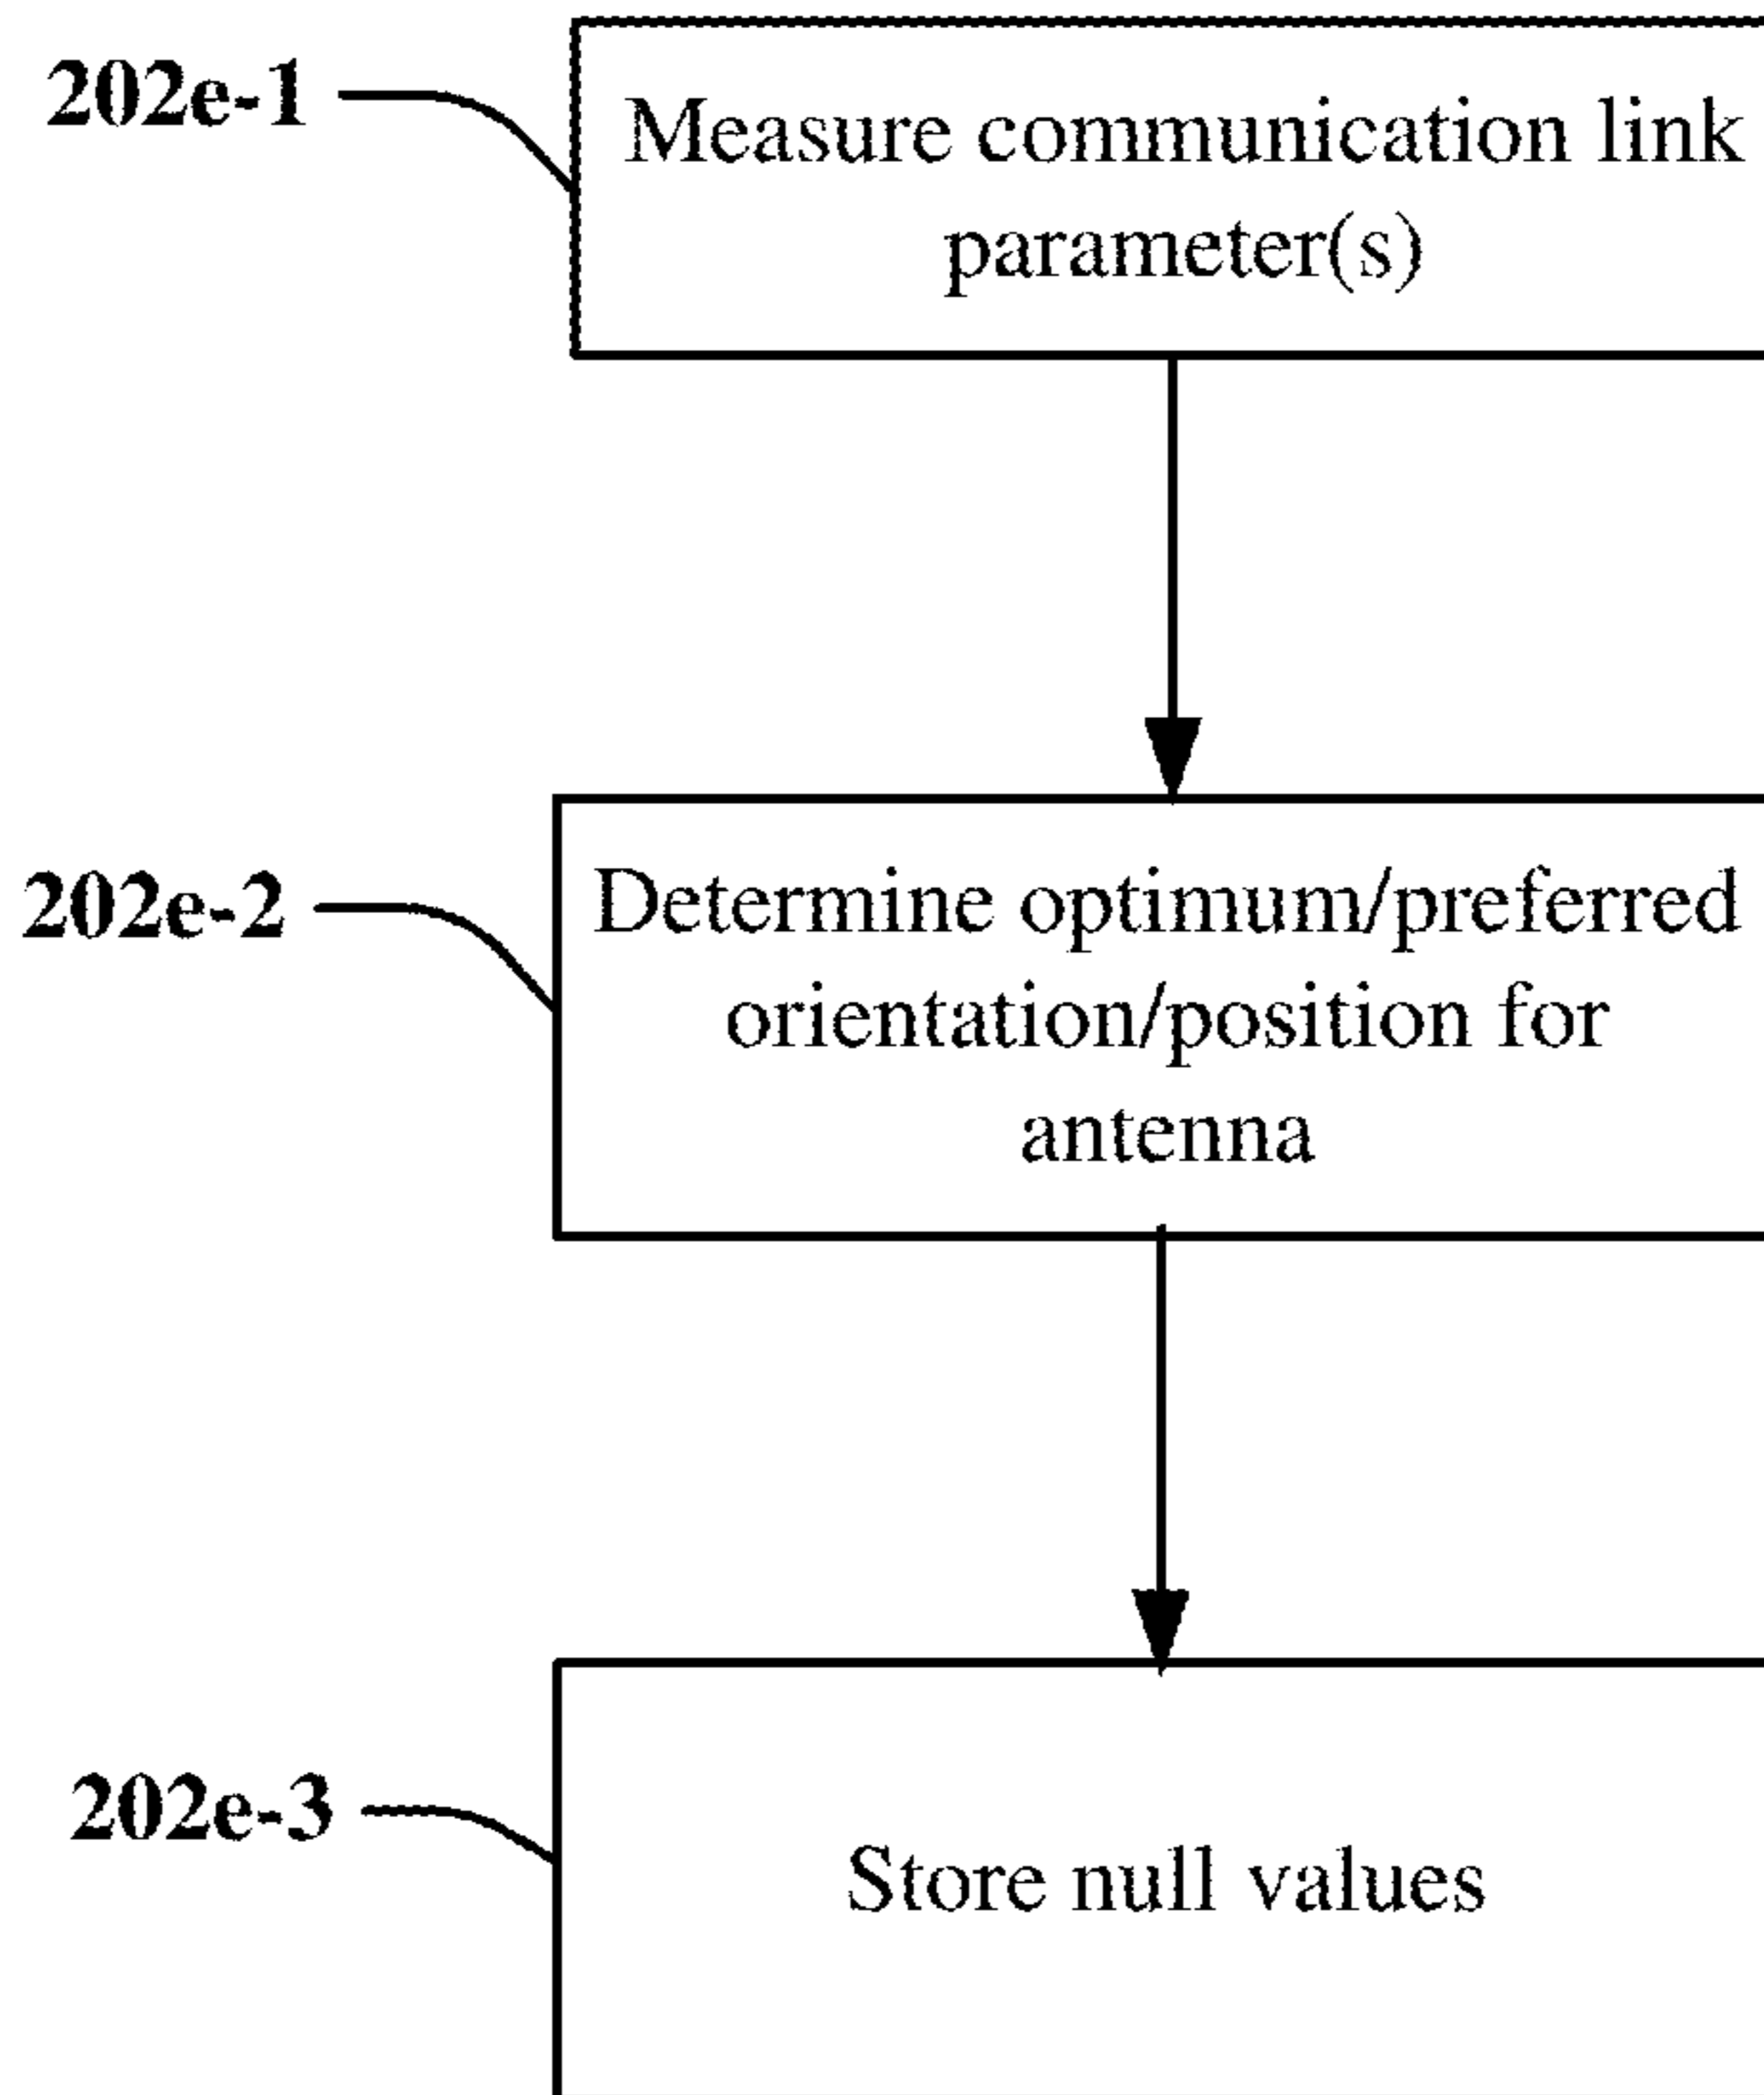 202e-1
Measure communication link
parameter(s)
202e-2
Determine optimum/preferred
orientation/position for
antenna
202e-3
Store null values